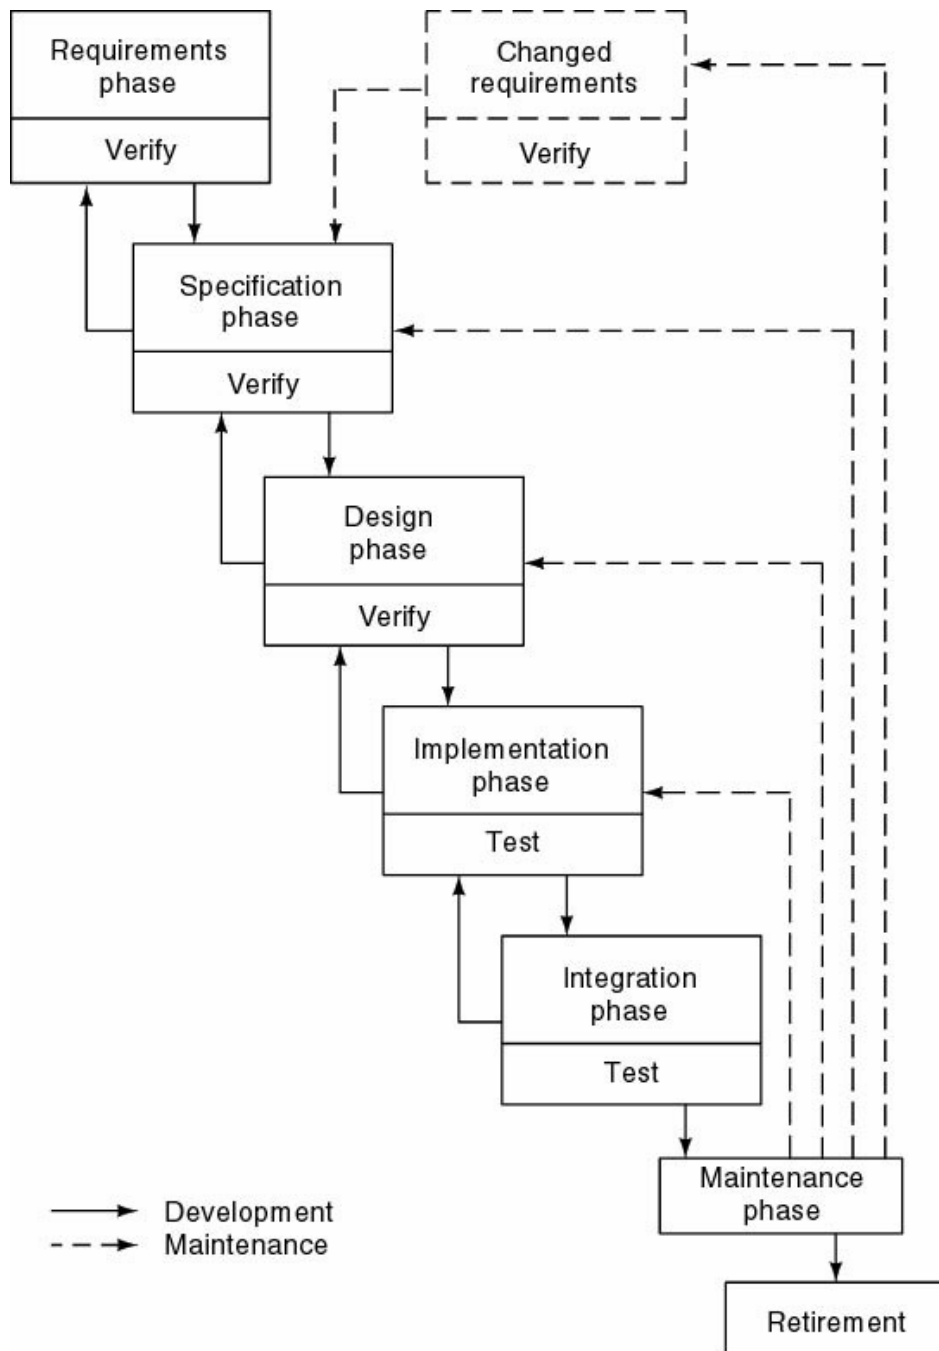 Requirements
phase
Verify
Changed
requirements
Verify
Specification
phase
Verify
Design
phase
Verify
Implementation
phase
Test
Integration
phase
Test
Maintenance
phase
Development
Maintenance
Retirement